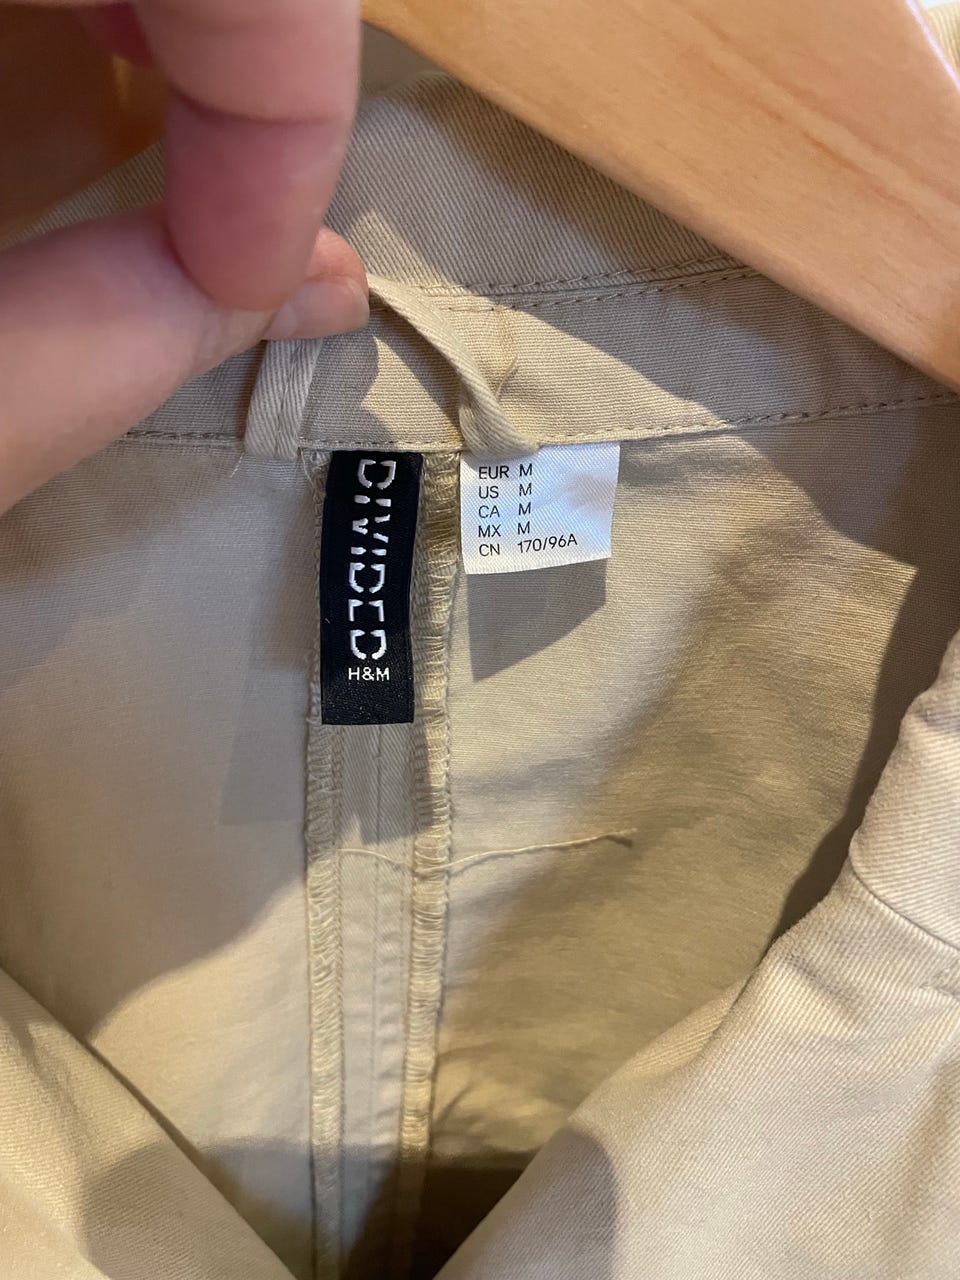 DIVIDED
H&M
EUR M
US M
CA M
MX M
CN 170/96A